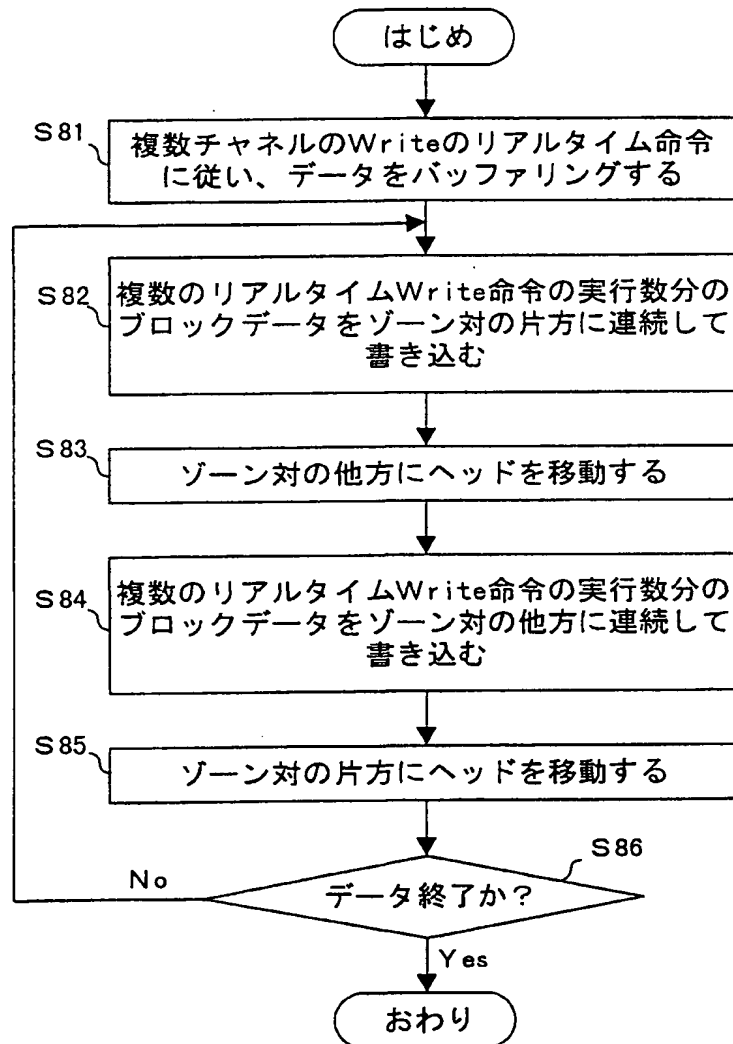 はじめ
S81
複数チャネルのWriteのリアルタイム命令
に従い、データをバッファリングする
S82
複数のリアルタイムWrite命令の実行数分の
ブロックデータをゾーン対の片方に連続して
書き込む
S83
ゾーン対の他方にヘッドを移動する
S84
複数のリアルタイムWrite命令の実行数分の
ブロックデータをゾーン対の他方に連続して
書き込む
S85
ゾーン対の片方にヘッドを移動する
S86
No
データ終了か?
Yes
おわり